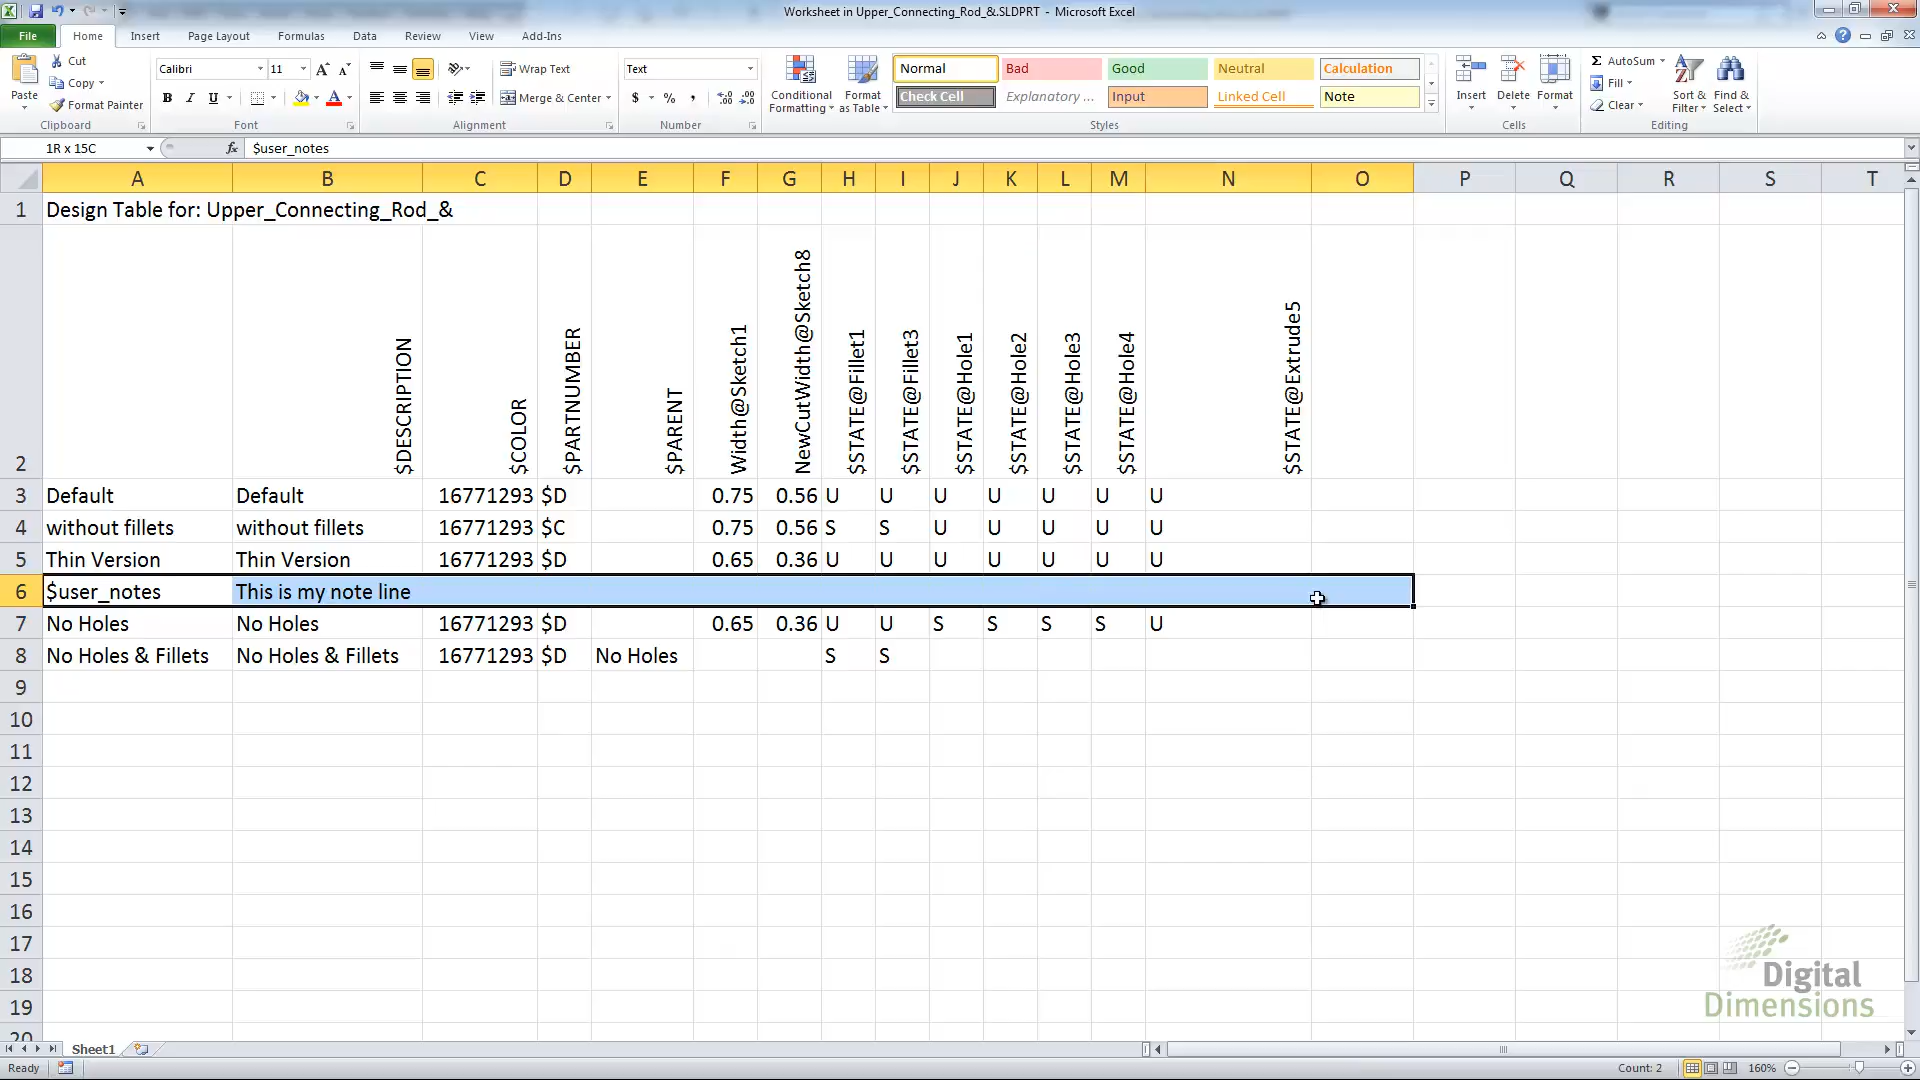 Worksheet in Upper_Connecting_Rod_&.SLDPRT - Microsoft Excel
File Home Insert Page Layout Formulas Data Review View Add-Ins
Paste Cut Copy Format Painter
Calibri 11
B I U
Wrap Text
Merge & Center
Text
$ % ,
Conditional Formatting Format as Table
Normal Bad Good Neutral Calculation
Check Cell Explanatory ... Input Linked Cell Note
Insert Delete Format
Σ AutoSum
Fill
Clear
Sort & Filter Find & Select
Clipboard Font Alignment Number Styles Cells Editing
1R x 15C fx $user_notes
A B C D E F G H I J K L M N O P Q R S T
1 Design Table for: Upper_Connecting_Rod_&
2 $DESCRIPTION $COLOR $PARTNUMBER $PARENT Width@Sketch1 NewCutWidth@Sketch8 $STATE@Fillet1 $STATE@Fillet3 $STATE@Hole1 $STATE@Hole2 $STATE@Hole3 $STATE@Hole4 $STATE@Extrude5
3 Default Default 16771293 $D 0.75 0.56 U U U U U U U
4 without fillets without fillets 16771293 $C 0.75 0.56 S S U U U U U
5 Thin Version Thin Version 16771293 $D 0.65 0.36 U U U U U U U
6 $user_notes This is my note line
7 No Holes No Holes 16771293 $D 0.65 0.36 U U S S S S U
8 No Holes & Fillets No Holes & Fillets 16771293 $D No Holes S S
9
10
11
12
13
14
15
16
17
18
19
20
Digital
Dimensions
Sheet1
Ready Count: 2 160%